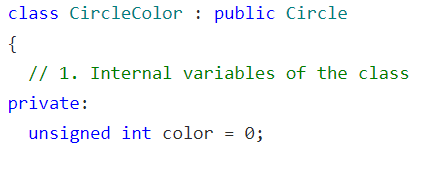 class CircleColor : public Circle
{
  // 1. Internal variables of the class
private:
  unsigned int color = 0;